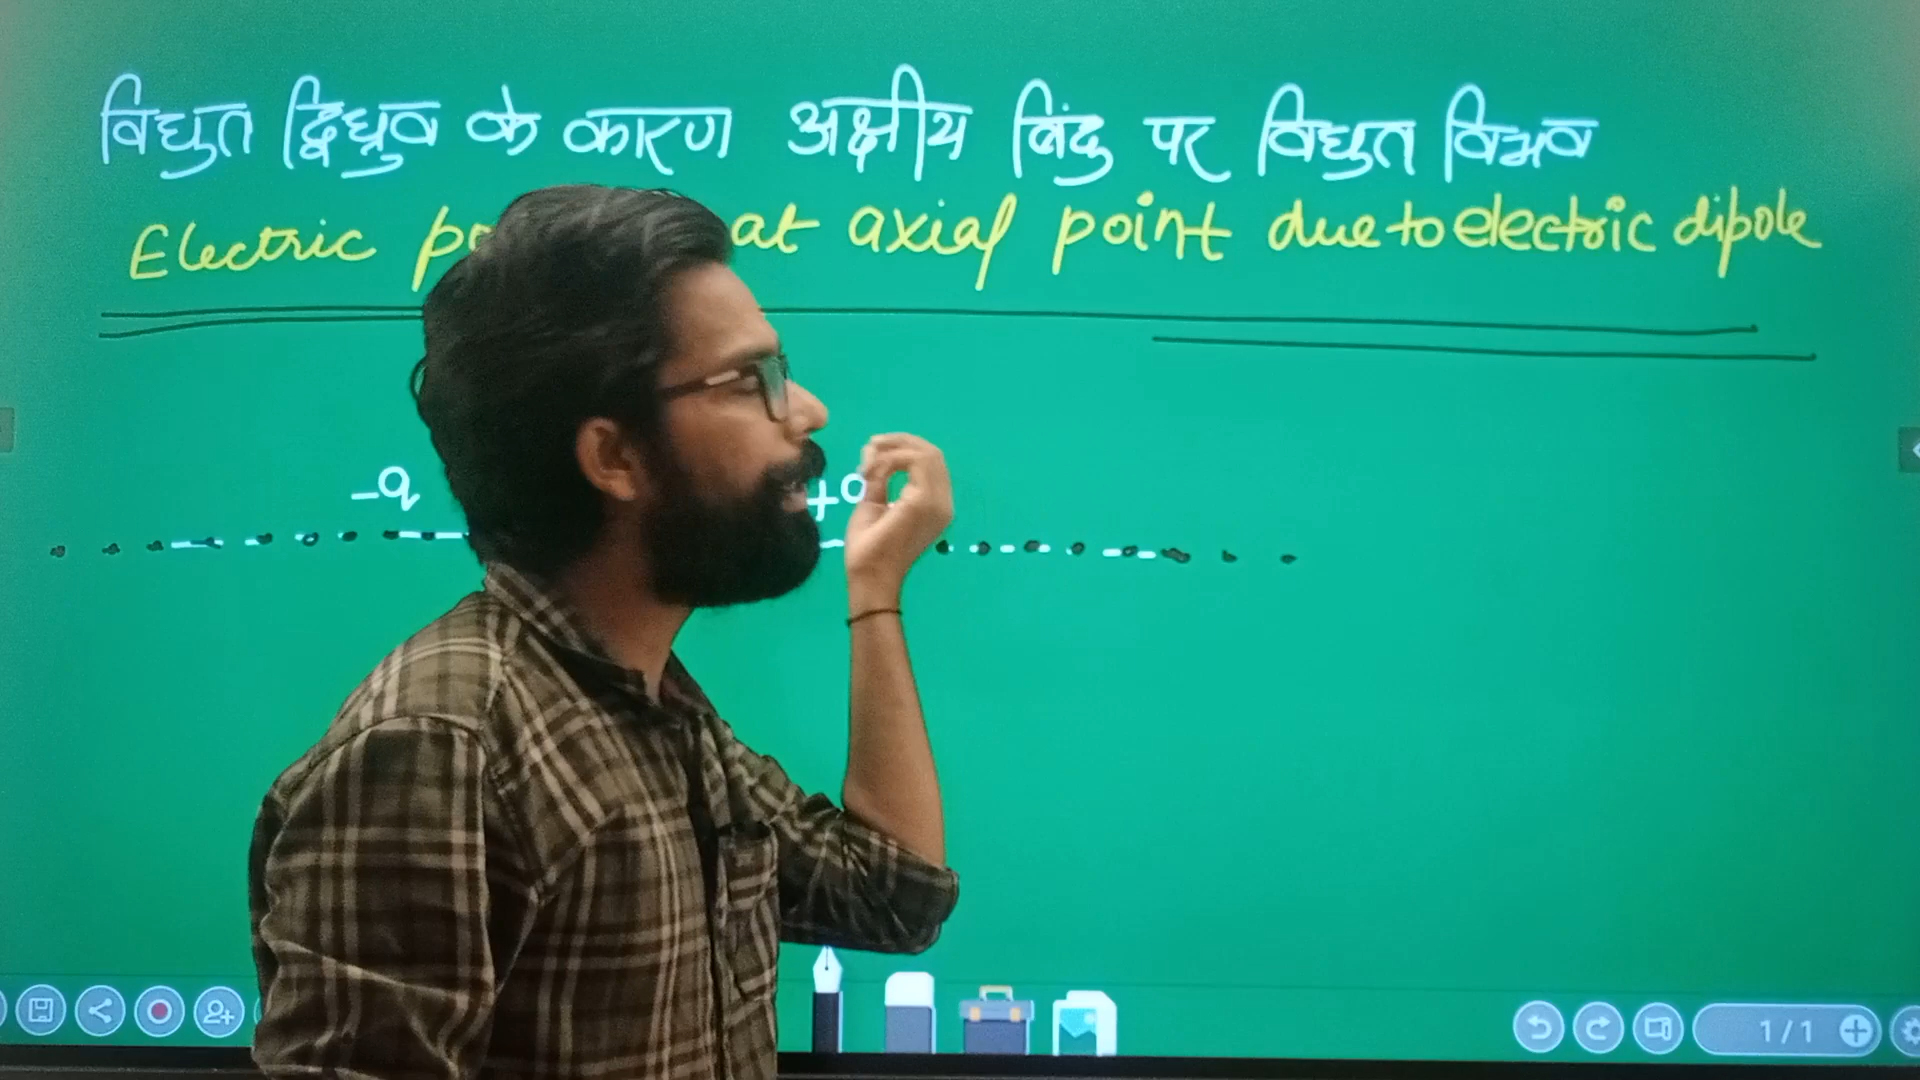 विद्युत द्विध्रुव के कारण अक्षीय बिंदु पर विद्युत विभव
Electric at axial point due to electric dipole
-q
1/1